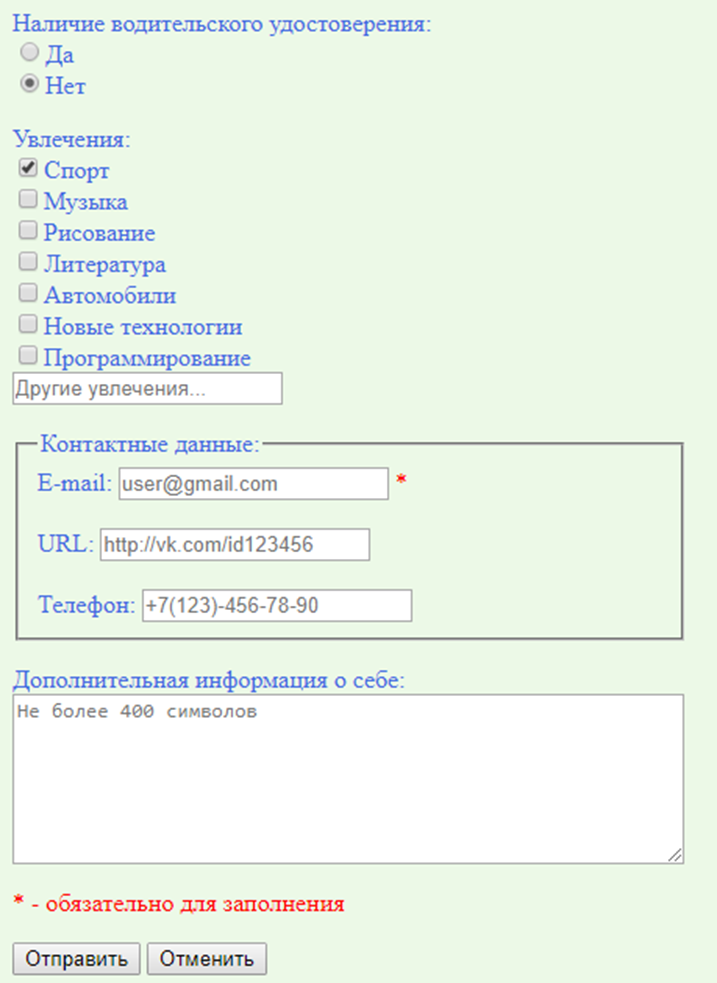 Наличие водительского удостоверения:
Да
Нет
Увлечения:
Спорт
Музыка
Рисование
Литература
Автомобили
Новые технологии
Программирование
Другие увлечения...
Контактные данные:
E-mail: user@gmail.com *
URL: http://vk.com/id123456
Телефон: +7(123)-456-78-90
Дополнительная информация о себе:
Не более 400 символов
* - обязательно для заполнения
Отправить Отменить